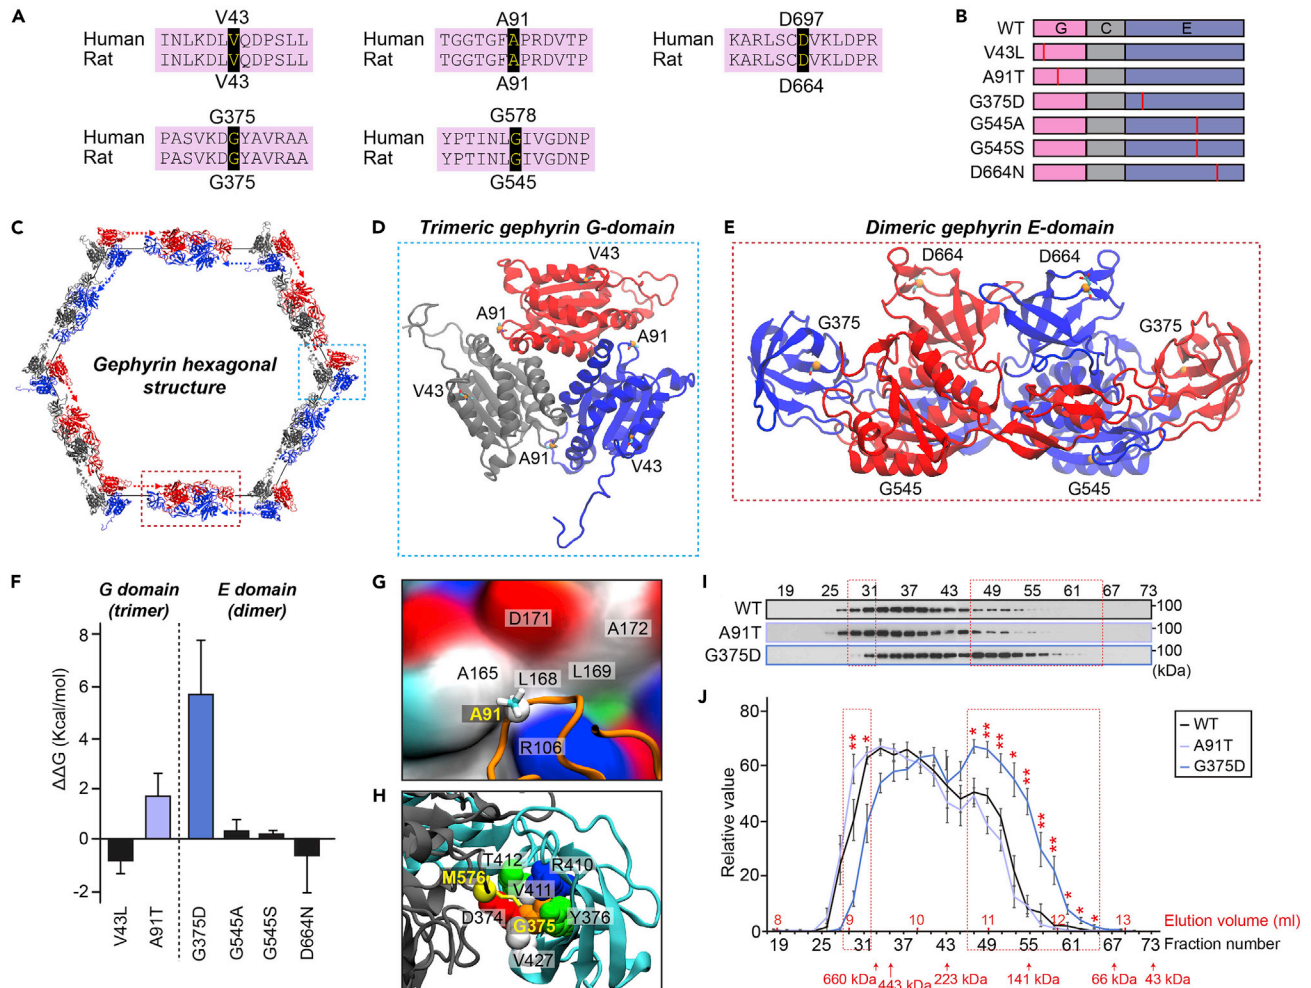 A
V43
Human INLKDLVQDPSLL
Rat INLKDLVQDPSLL
V43
A91
Human TGGTGFAPRDVTP
Rat TGGTGFAPRDVTP
A91
D697
Human KARLSCDVKLDPR
Rat KARLSCDVKLDPR
D664
G375
Human PASVKDGYAVRAA
Rat PASVKDGYAVRAA
G375
G578
Human YPTINLGIVGDNP
Rat YPTINLGIVGDNP
G545
B
WT G C E
V43L
A91T
G375D
G545A
G545S
D664N
C
Gephyrin hexagonal
structure
D Trimeric gephyrin G-domain
V43
A91
A91
V43
A91
V43
E Dimeric gephyrin E-domain
D664 D664
G375 G375
G545 G545
F
G domain
(trimer)
E domain
(dimer)
ΔΔG (Kcal/mol)
8
6
4
2
0
-2
V43L
A91T
G375D
G545A
G545S
D664N
G
D171
A172
A165
L168
L169
A91
R106
H
T412
R410
M576
V411
D374
G375
Y376
V427
I
19 25 31 37 43 49 55 61 67 73
WT -100
A91T -100
G375D -100
(kDa)
J
Relative value
80
60
40
20
0
WT
A91T
G375D
** * * ** ** * ** ** ** * * *
8 9 10 11 12 13 Elution volume (ml)
19 25 31 37 43 49 55 61 67 73 Fraction number
660 kDa 443 kDa 223 kDa 141 kDa 66 kDa 43 kDa